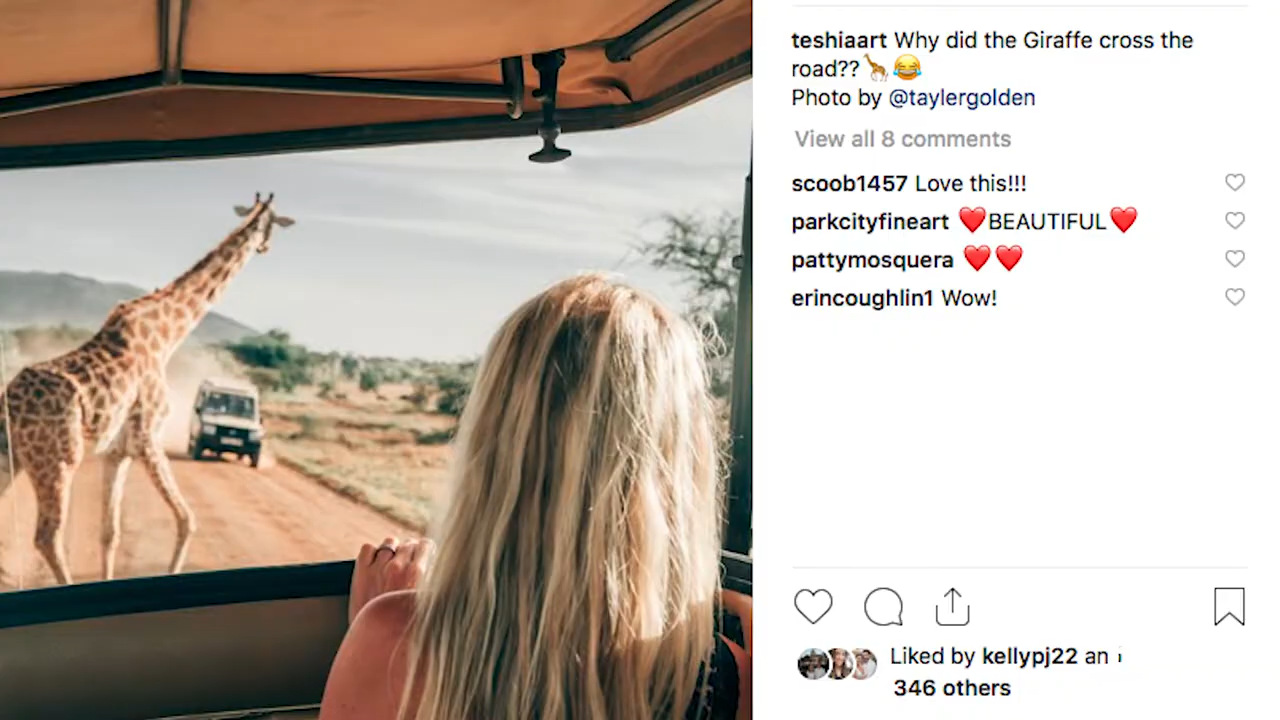 teshiaart Why did the Giraffe cross the
road??🦒😂
Photo by @taylergolden
View all 8 comments
scoob1457 Love this!!!
parkcityfineart ❤️BEAUTIFUL❤️
pattymosquera ❤️❤️
erincoughlin1 Wow!
Liked by kellypj22 an
346 others